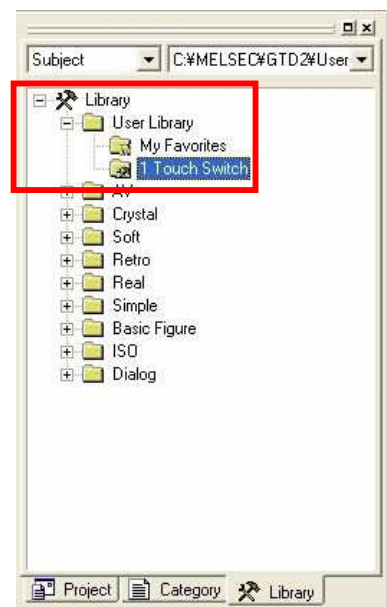 Subject C:¥MELSEC¥GTD2¥User
Library
User Library
My Favorites
1 Touch Switch
AV
Crystal
Soft
Retro
Real
Simple
Basic Figure
ISO
Dialog
Project Category Library